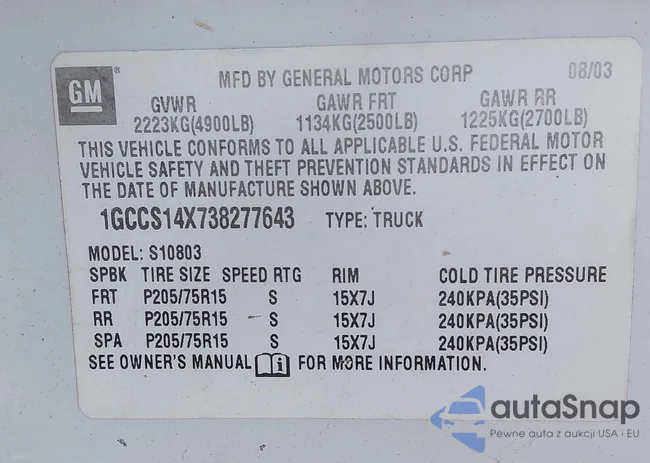 GM
MFD BY GENERAL MOTORS CORP 08/03
GVWR GAWR FRT GAWR RR
2223KG(4900LB) 1134KG(2500LB) 1225KG(2700LB)
THIS VEHICLE CONFORMS TO ALL APPLICABLE U.S. FEDERAL MOTOR
VEHICLE SAFETY AND THEFT PREVENTION STANDARDS IN EFFECT ON
THE DATE OF MANUFACTURE SHOWN ABOVE.
1GCCS14X738277643 TYPE: TRUCK
MODEL: S10803
SPBK TIRE SIZE SPEED RTG RIM COLD TIRE PRESSURE
FRT P205/75R15 S 15X7J 240KPA(35PSI)
RR P205/75R15 S 15X7J 240KPA(35PSI)
SPA P205/75R15 S 15X7J 240KPA(35PSI)
SEE OWNER'S MANUAL FOR MORE INFORMATION.
autaSnap
Pewne auta z aukcji USA i EU